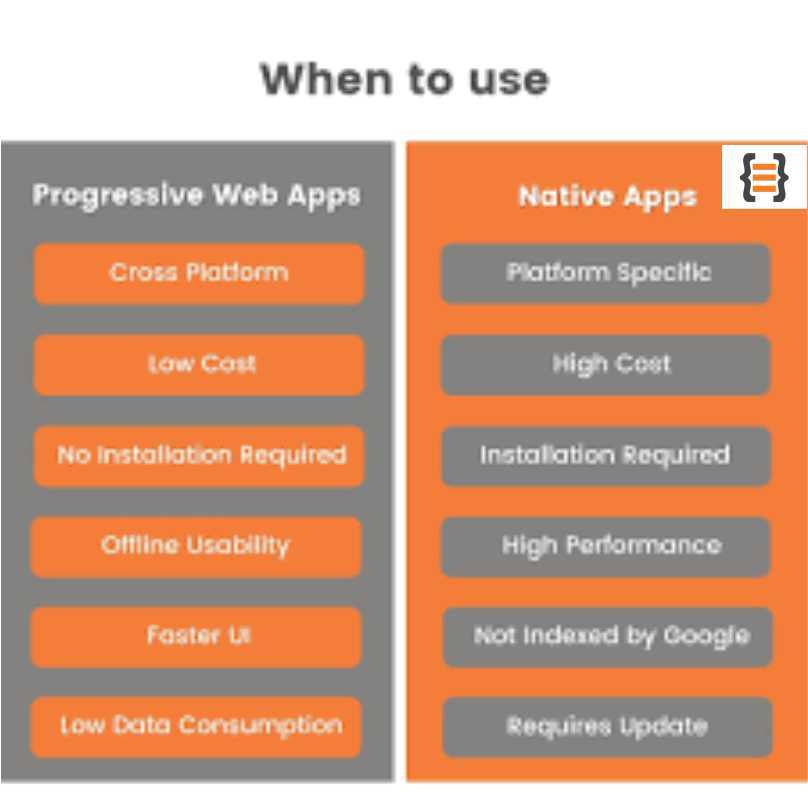 When to use
Progressive Web Apps
Cross Platform
Low Cost
No Installation Required
Offline Usability
Faster UI
Low Data Consumption
Native Apps
Platform Specific
High Cost
Installation Required
High Performance
Not Indexed by Google
Requires Update